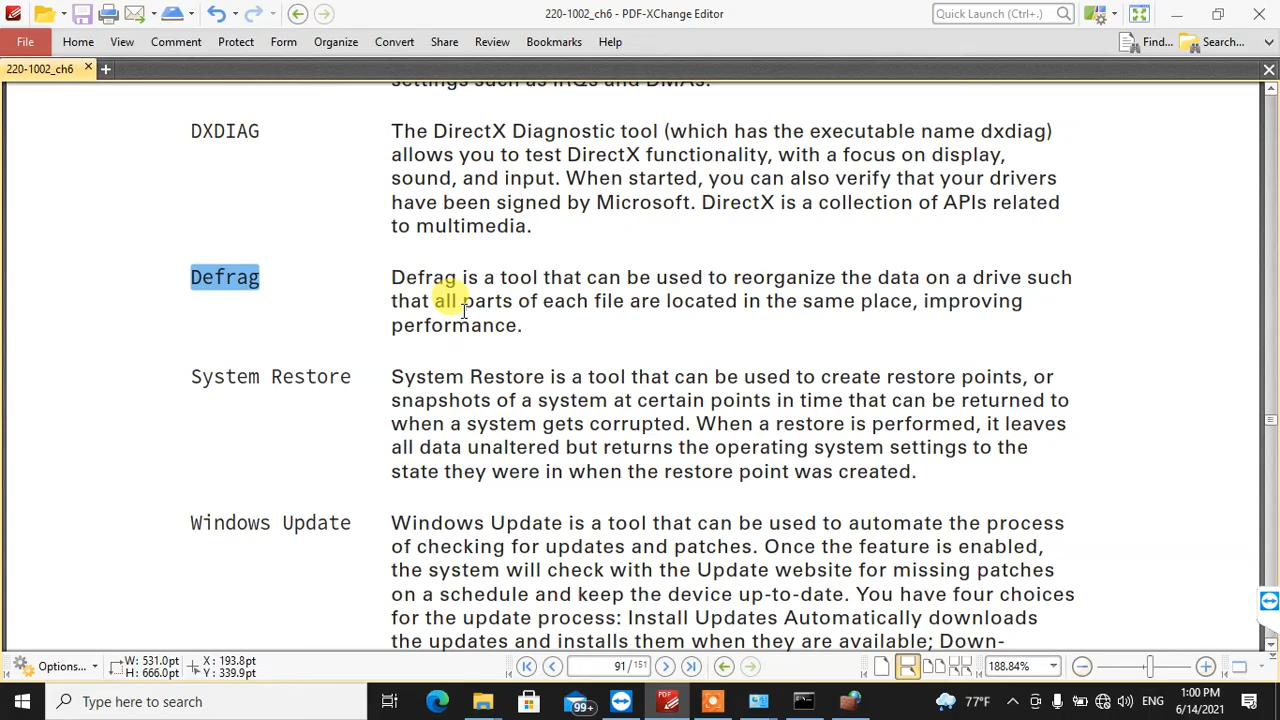 220-1002_ch6 - PDF-XChange Editor
Quick Launch (Ctrl+.)
File Home View Comment Protect Form Organize Convert Share Review Bookmarks Help
Find... Search...
220-1002_ch6
settings such as IRQs and DMAs.
DXDIAG
The DirectX Diagnostic tool (which has the executable name dxdiag)
allows you to test DirectX functionality, with a focus on display,
sound, and input. When started, you can also verify that your drivers
have been signed by Microsoft. DirectX is a collection of APIs related
to multimedia.
Defrag
Defrag is a tool that can be used to reorganize the data on a drive such
that all parts of each file are located in the same place, improving
performance.
System Restore
System Restore is a tool that can be used to create restore points, or
snapshots of a system at certain points in time that can be returned to
when a system gets corrupted. When a restore is performed, it leaves
all data unaltered but returns the operating system settings to the
state they were in when the restore point was created.
Windows Update
Windows Update is a tool that can be used to automate the process
of checking for updates and patches. Once the feature is enabled,
the system will check with the Update website for missing patches
on a schedule and keep the device up-to-date. You have four choices
for the update process: Install Updates Automatically downloads
the updates and installs them when they are available; Down-
Options...
W: 531.0pt
H: 666.0pt
X: 193.8pt
Y: 339.9pt
91 / 151
188.84%
Type here to search
99+
PDF
77°F
ENG
1:00 PM
6/14/2021